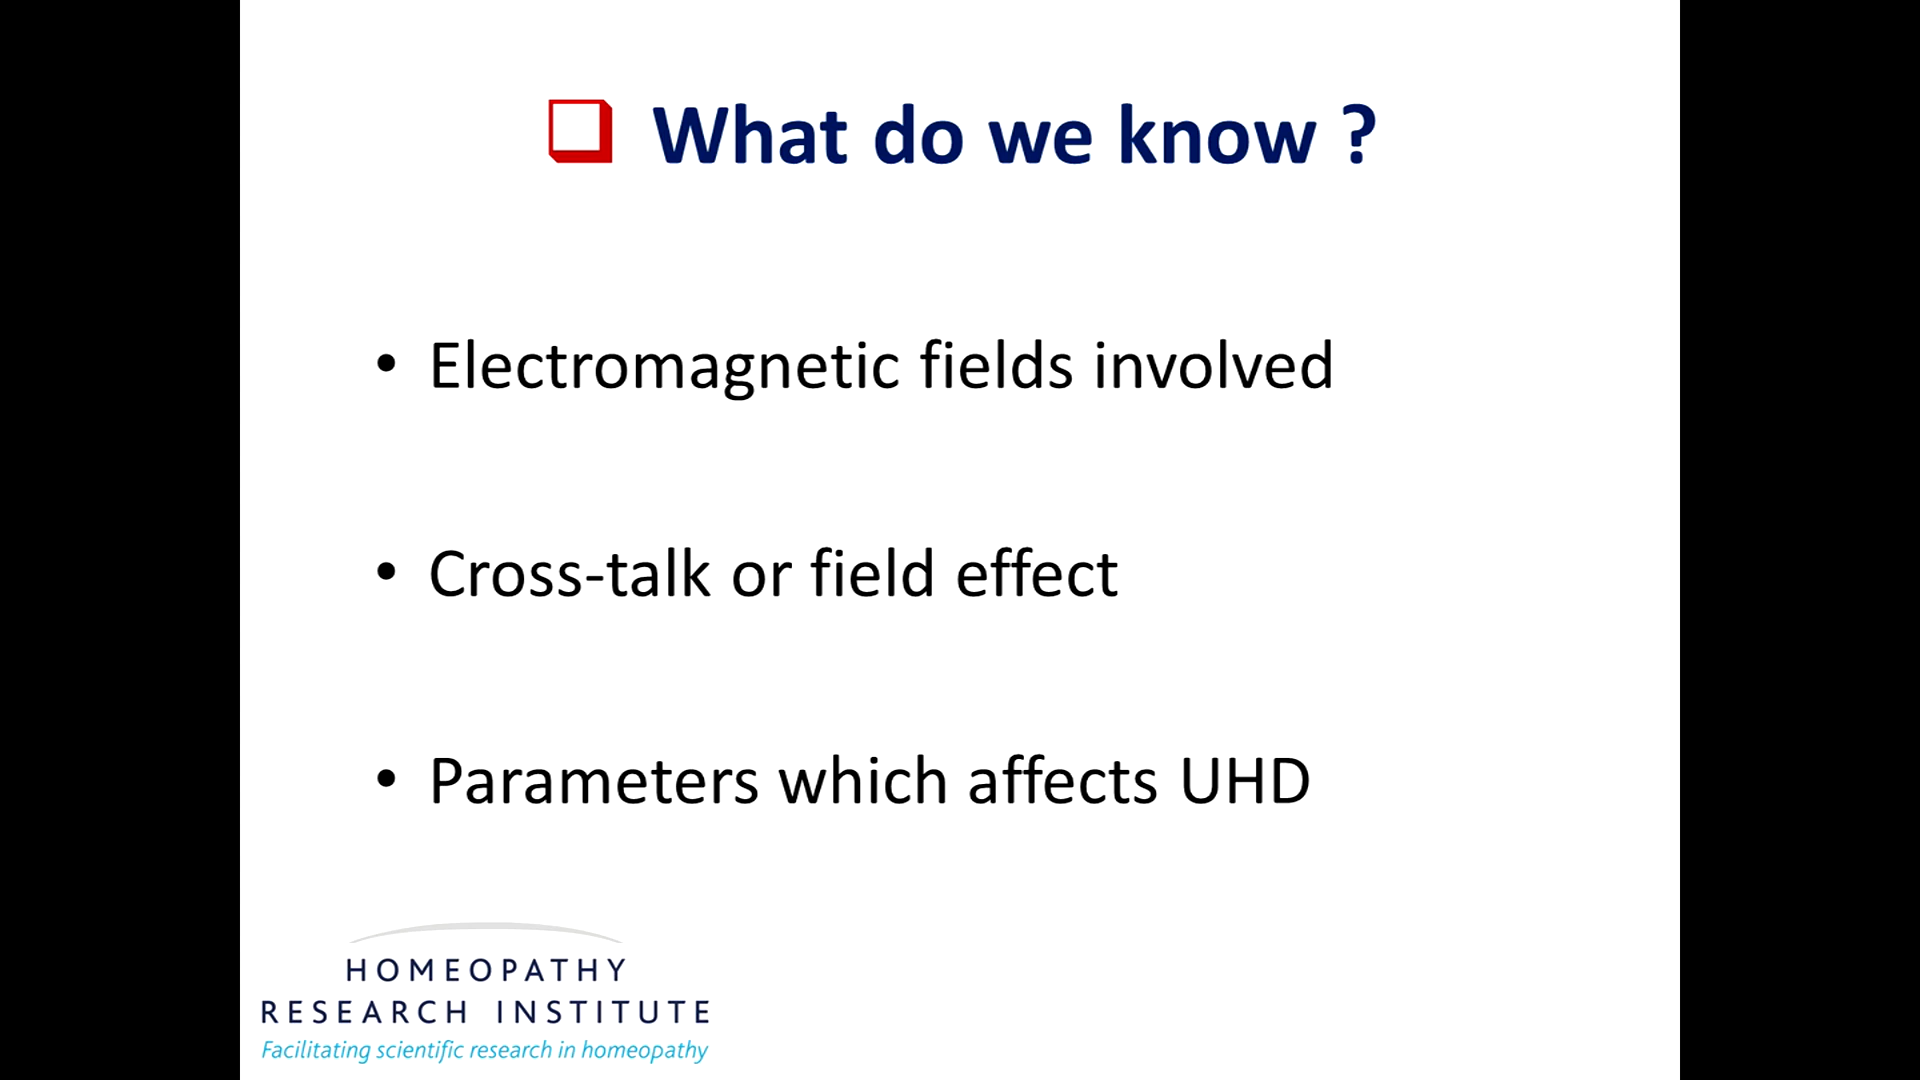 What do we know ?
• Electromagnetic fields involved
• Cross-talk or field effect
• Parameters which affects UHD
HOMEOPATHY
RESEARCH INSTITUTE
Facilitating scientific research in homeopathy